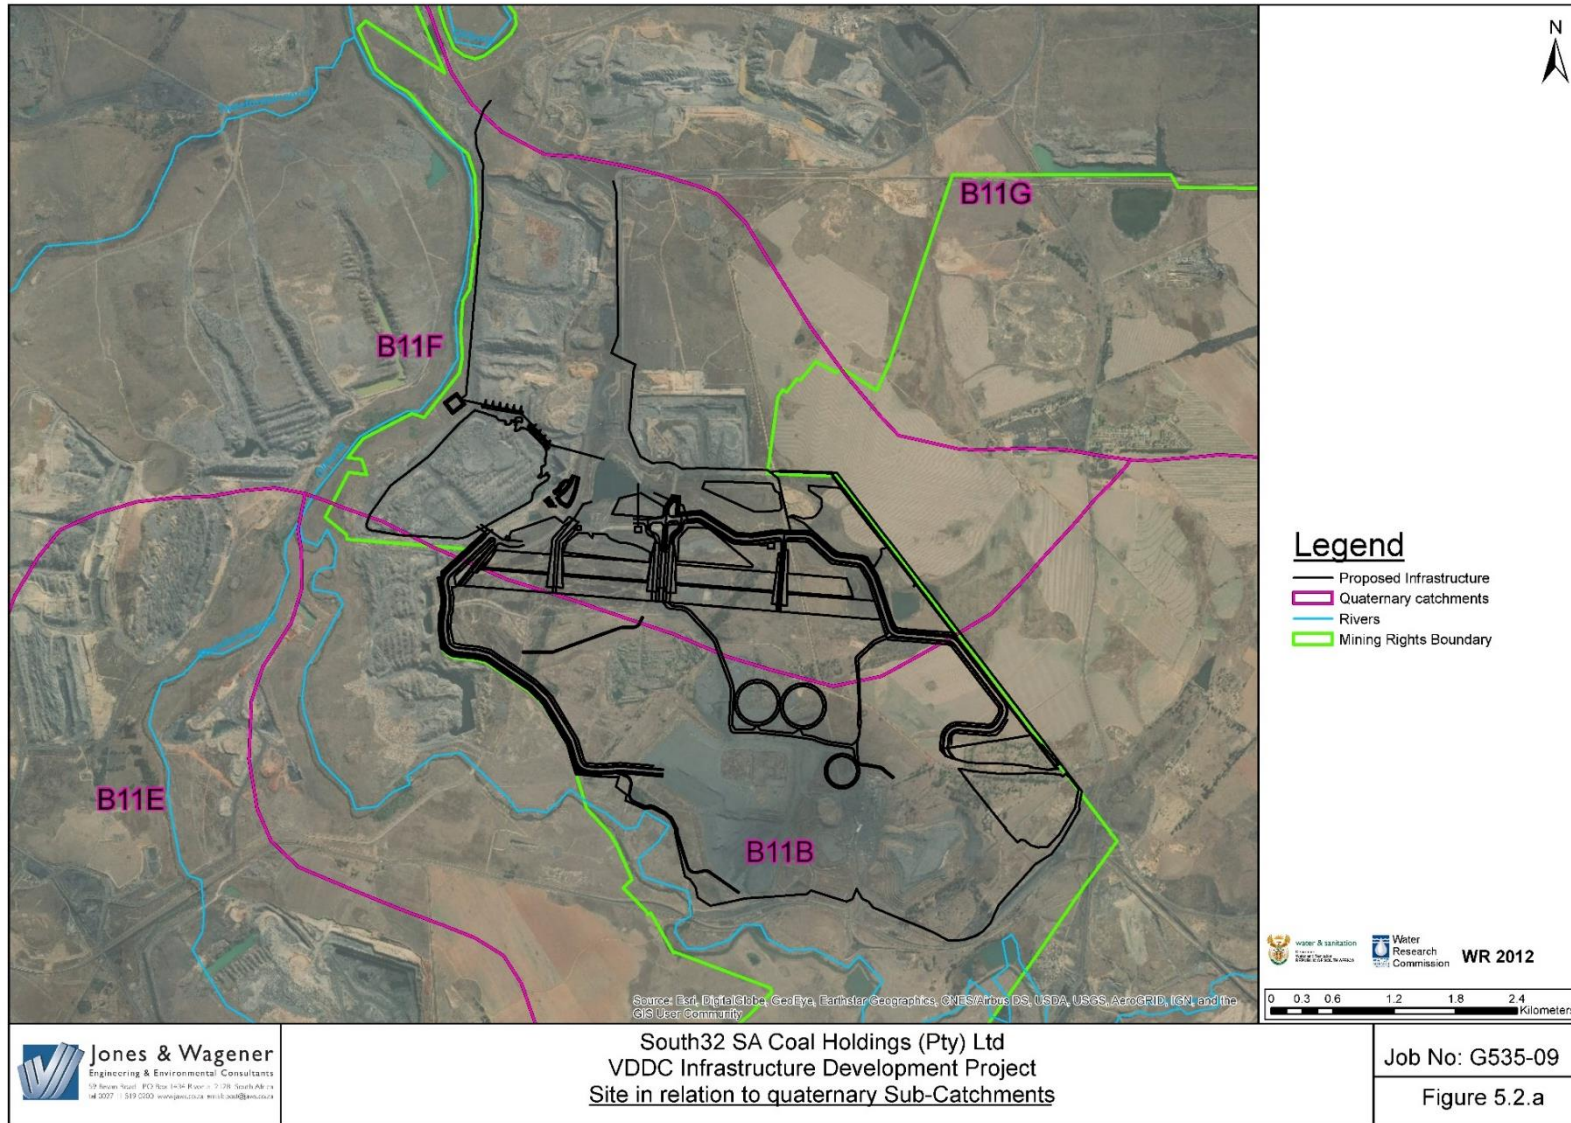 N
B11G
B11F
B11E
B11B
Legend
Proposed Infrastructure
Quaternary catchments
Rivers
Mining Rights Boundary
water & sanitation
Water
Research
Commission
WR 2012
0 0.3 0.6 1.2 1.8 2.4
Kilometers
Source: Esri, DigitalGlobe, GeoEye, Earthstar Geographics, CNES/Airbus DS, USDA, USGS, AeroGRID, IGN, and the
GIS User Community
Jones & Wagener
Engineering & Environmental Consultants
South32 SA Coal Holdings (Pty) Ltd
VDDC Infrastructure Development Project
Site in relation to quaternary Sub-Catchments
Job No: G535-09
Figure 5.2.a